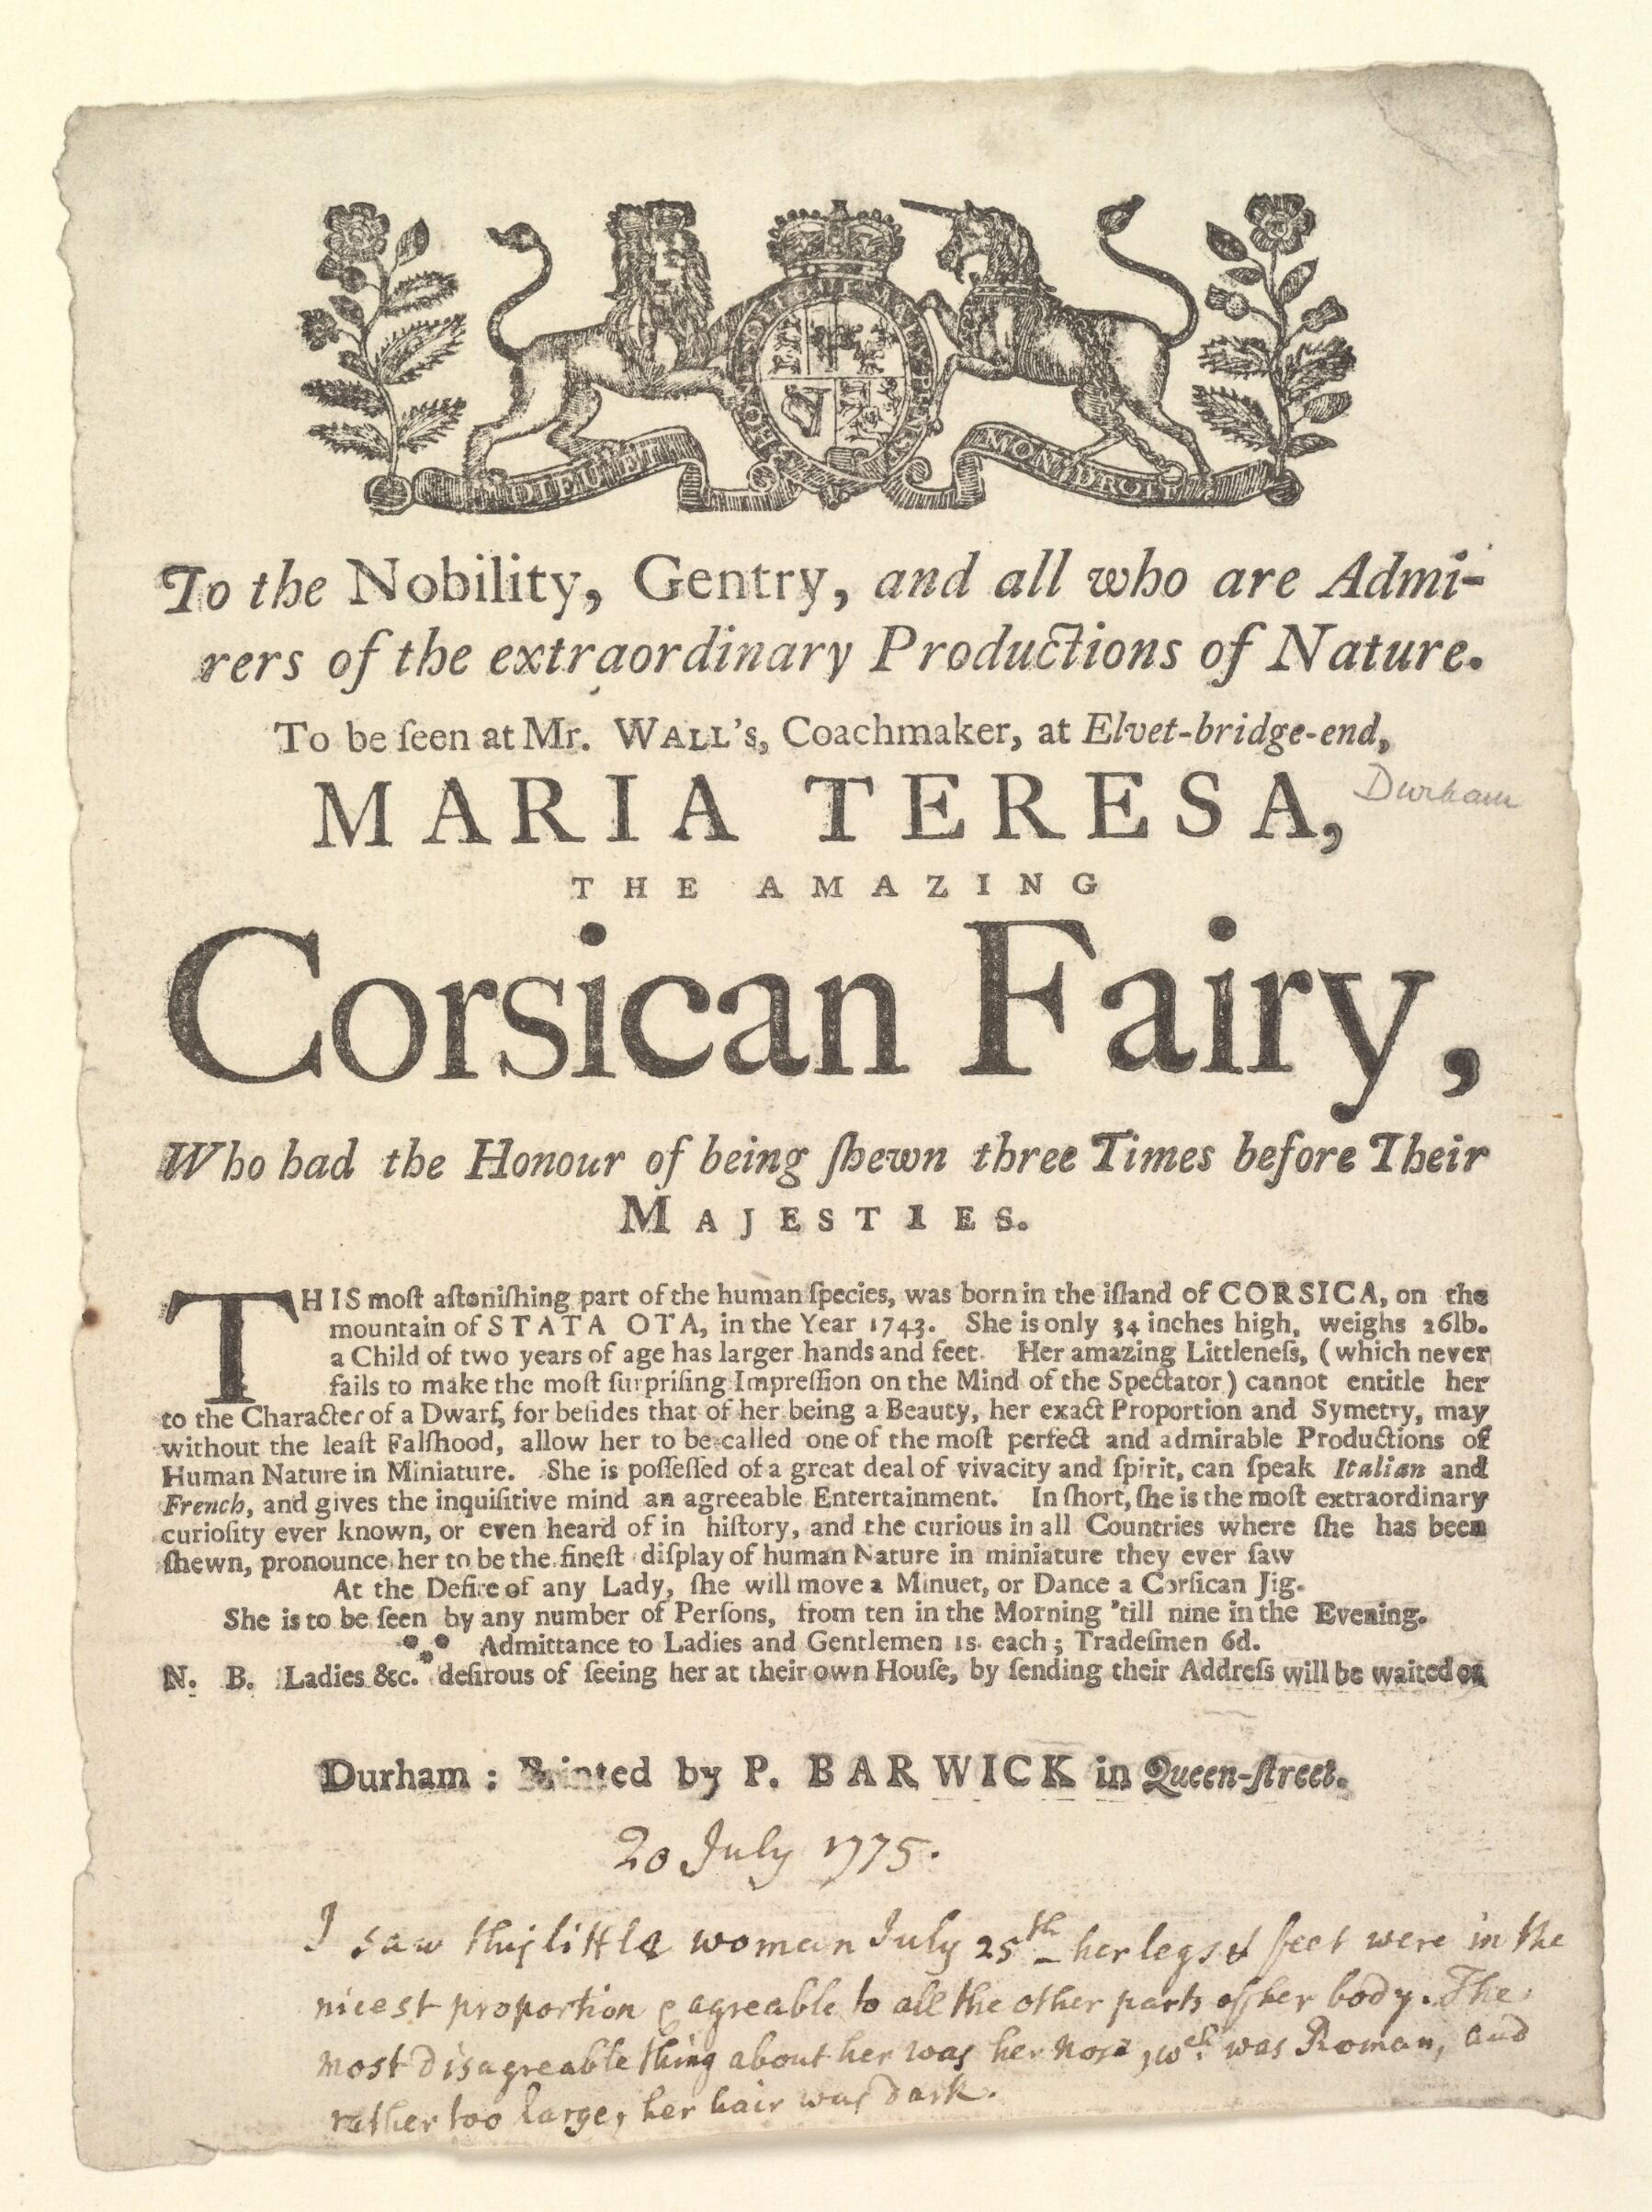 DIEU ET MON DROIT
To the Nobility, Gentry, and all who are Admi-
rers of the extraordinary Productions of Nature.
To be ſeen at Mr. WALL's, Coachmaker, at Elvet-bridge-end,
MARIA TERESA,
Durham
THE AMAZING
Corsican Fairy,
Who had the Honour of being ſhewn three Times before Their
MAJESTIES.
THIS moſt aſtoniſhing part of the human ſpecies, was born in the iſland of CORSICA, on the
mountain of STATA OTA, in the Year 1743. She is only 34 inches high, weighs 26lb.
a Child of two years of age has larger hands and feet. Her amazing Littleneſs, (which never
fails to make the moſt ſurpriſing Impreſſion on the Mind of the Spectator) cannot entitle her
to the Character of a Dwarf, for beſides that of her being a Beauty, her exact Proportion and Symetry, may
without the leaſt Falſhood, allow her to be called one of the moſt perfect and admirable Productions of
Human Nature in Miniature. She is poſſeſſed of a great deal of vivacity and ſpirit, can ſpeak Italian and
French, and gives the inquiſitive mind an agreeable Entertainment. In ſhort, ſhe is the moſt extraordinary
curioſity ever known, or even heard of in hiſtory, and the curious in all Countries where ſhe has been
ſhewn, pronounce her to be the fineſt diſplay of human Nature in miniature they ever ſaw
At the Deſire of any Lady, ſhe will move a Minuet, or Dance a Corſican Jig.
She is to be ſeen by any number of Perſons, from ten in the Morning 'till nine in the Evening.
Admittance to Ladies and Gentlemen 1s. each; Tradeſmen 6d.
N. B. Ladies &c. deſirous of ſeeing her at their own Houſe, by ſending their Addreſs will be waited on
Durham: Printed by P. BARWICK in Queen-ſtreet.
20 July 1775.
I saw this little woman July 25th her legs & feet were in the
nicest proportion & agreable to all the other parts of her body. The
most disagreable thing about her was her nose, wch. was Roman, and
rather too large, her hair was dark.